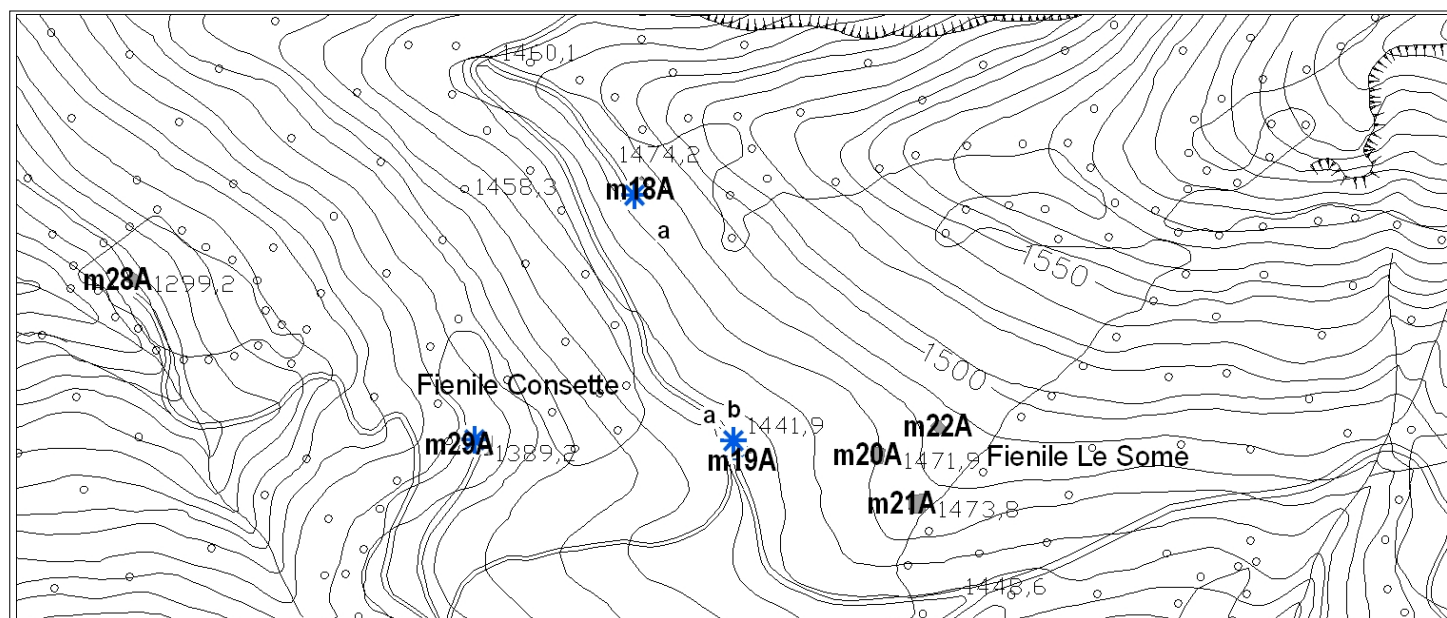 1460,1
1474,2
1458,3
m18A
a
1550
m28A
1299,2
1500
Fienile Consette
a
b
1441,9
m22A
m29A
1389,2
m19A
m20A
1471,9
Fienile Le Some
m21A
1473,8
1448,6